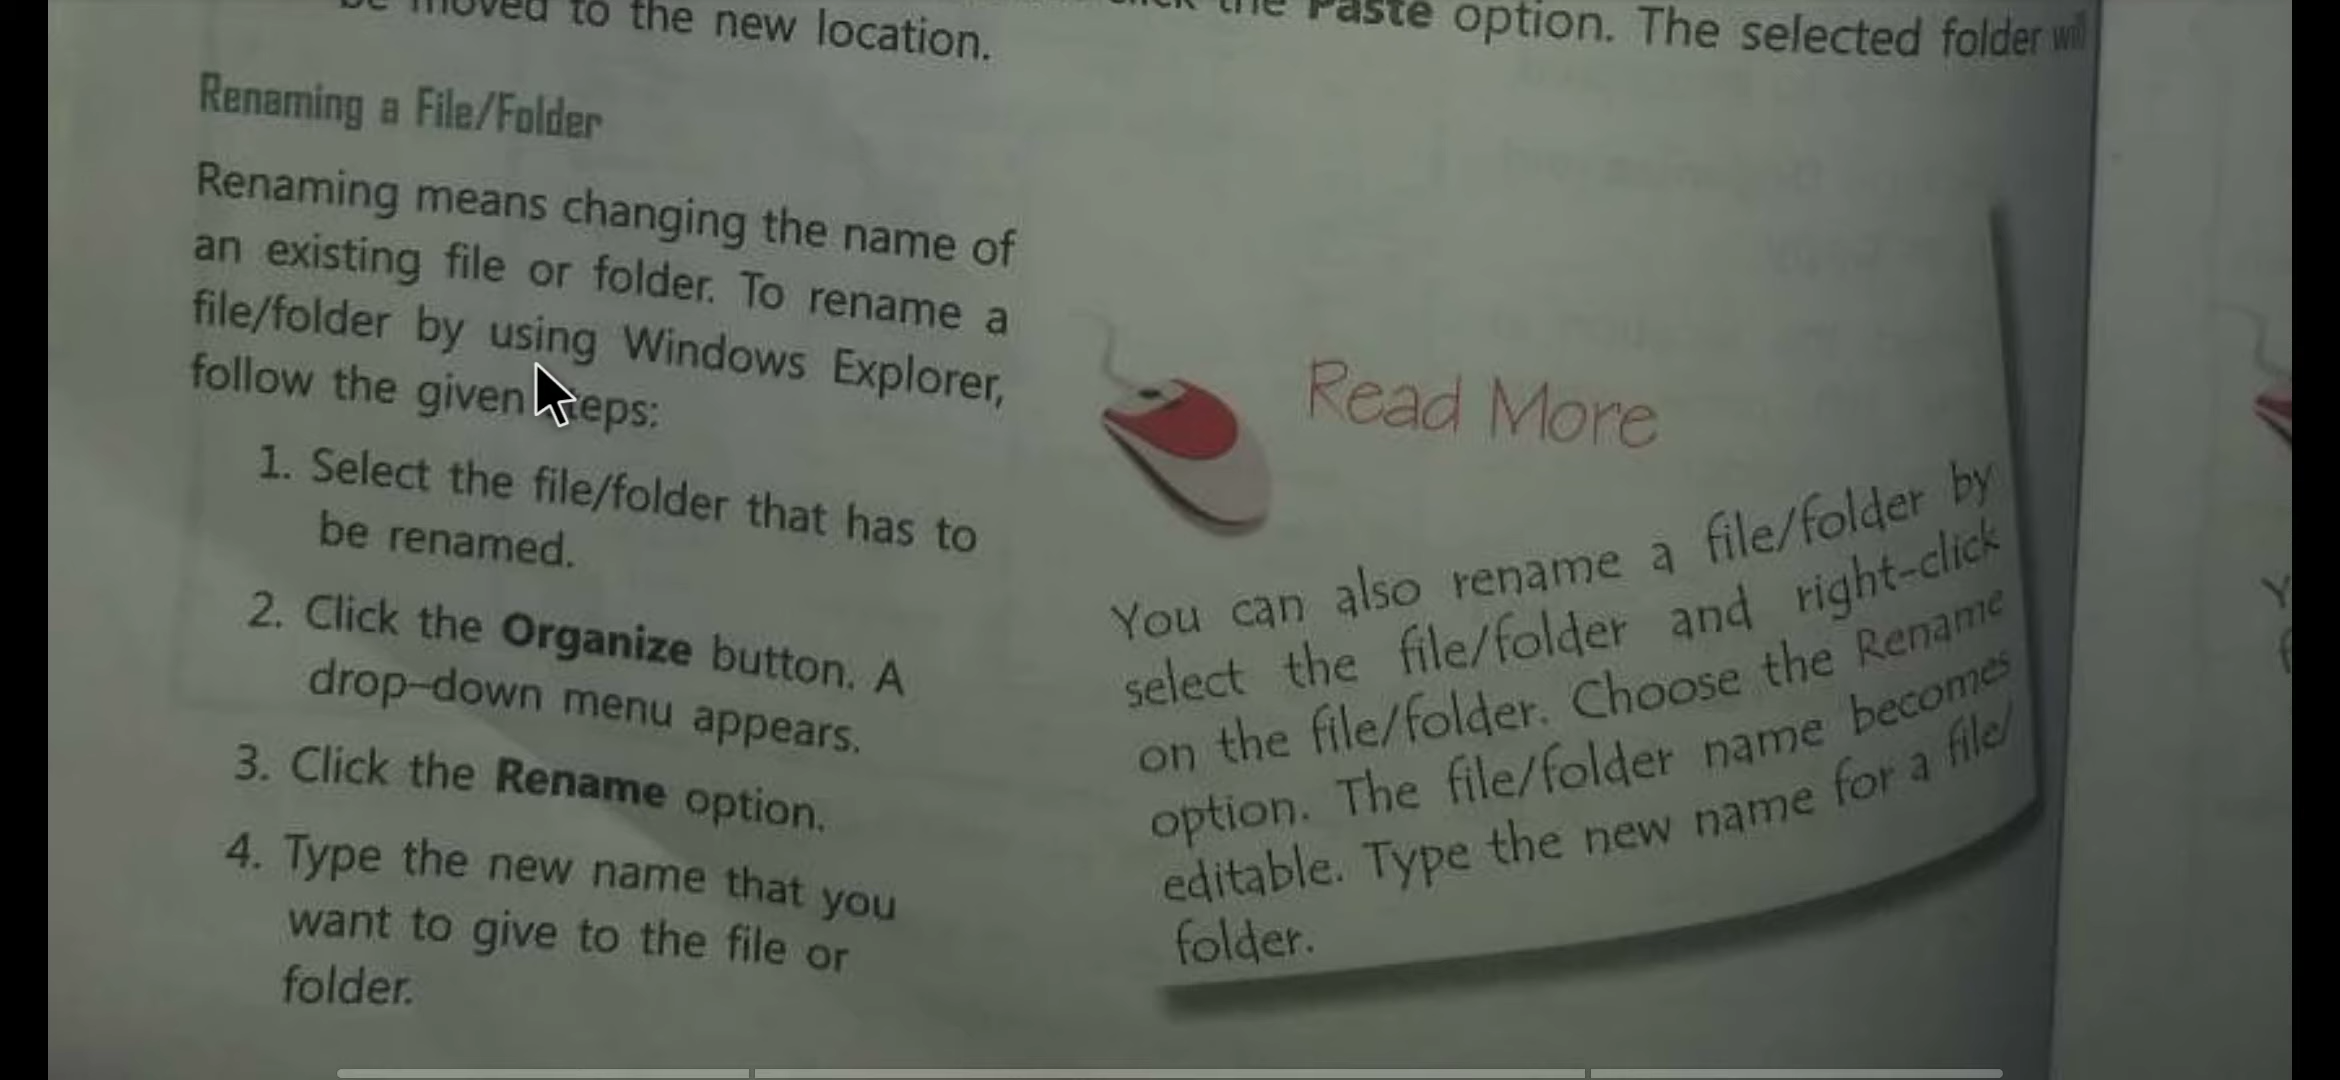 be moved to the new location.
the Paste option. The selected folder will
Renaming a File/Folder
Renaming means changing the name of
an existing file or folder. To rename a
file/folder by using Windows Explorer,
follow the given steps:
1. Select the file/folder that has to
be renamed.
2. Click the Organize button. A
drop-down menu appears.
3. Click the Rename option.
4. Type the new name that you
want to give to the file or
folder.
Read More
You can also rename a file/folder by
select the file/folder and right-click
on the file/folder. Choose the Rename
option. The file/folder name becomes
editable. Type the new name for a file/
folder.